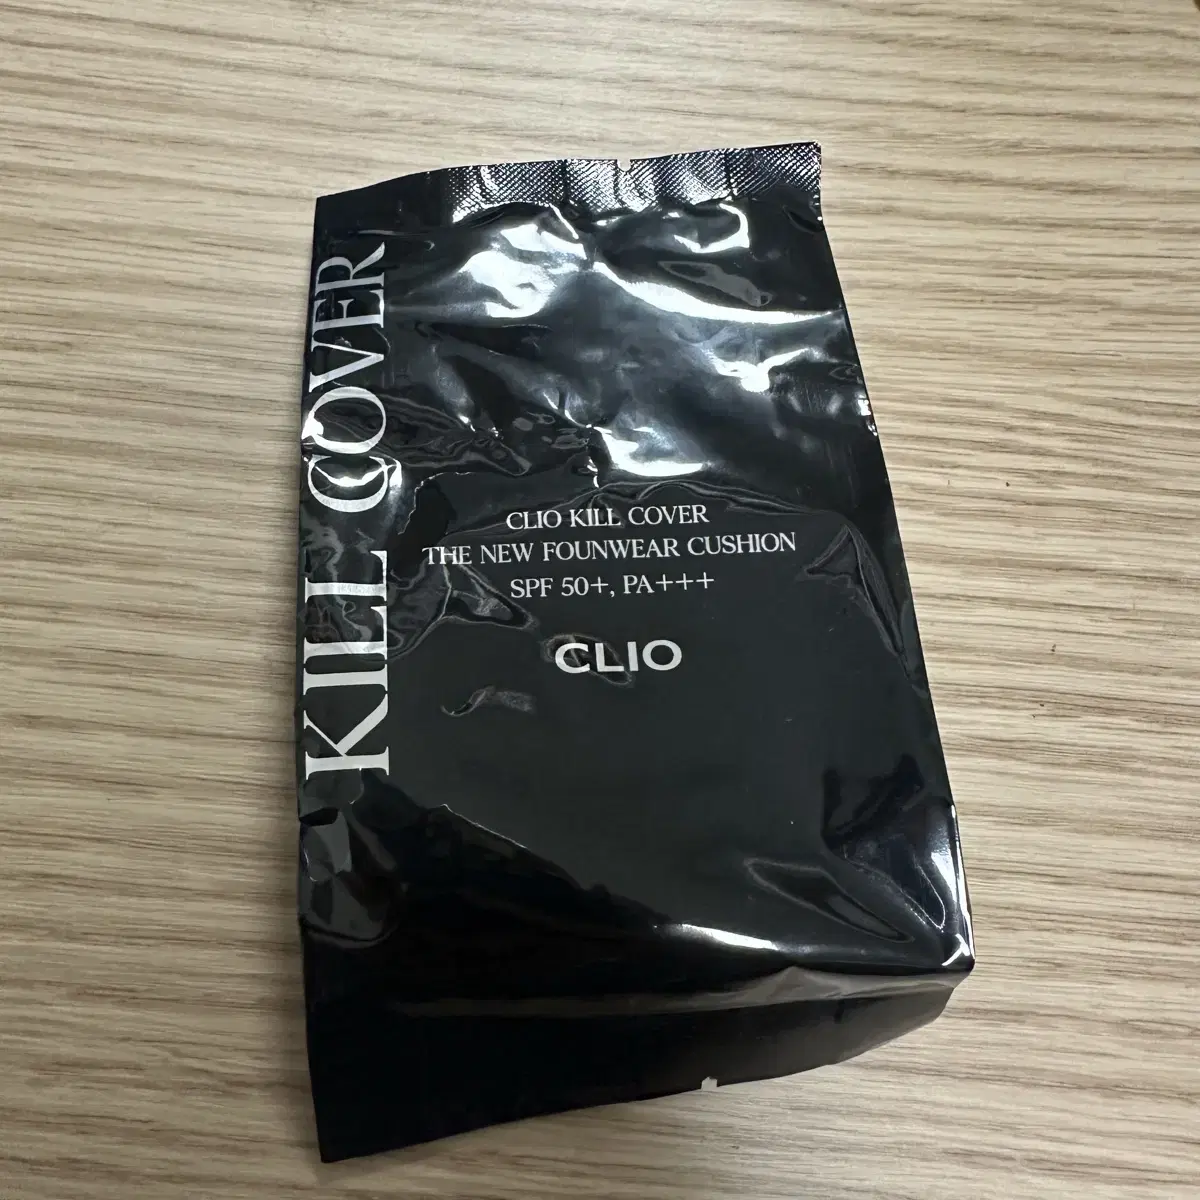 KILL COVER
CLIO KILL COVER
THE NEW FOUNWEAR CUSHION
SPF 50+, PA+++
CLIO